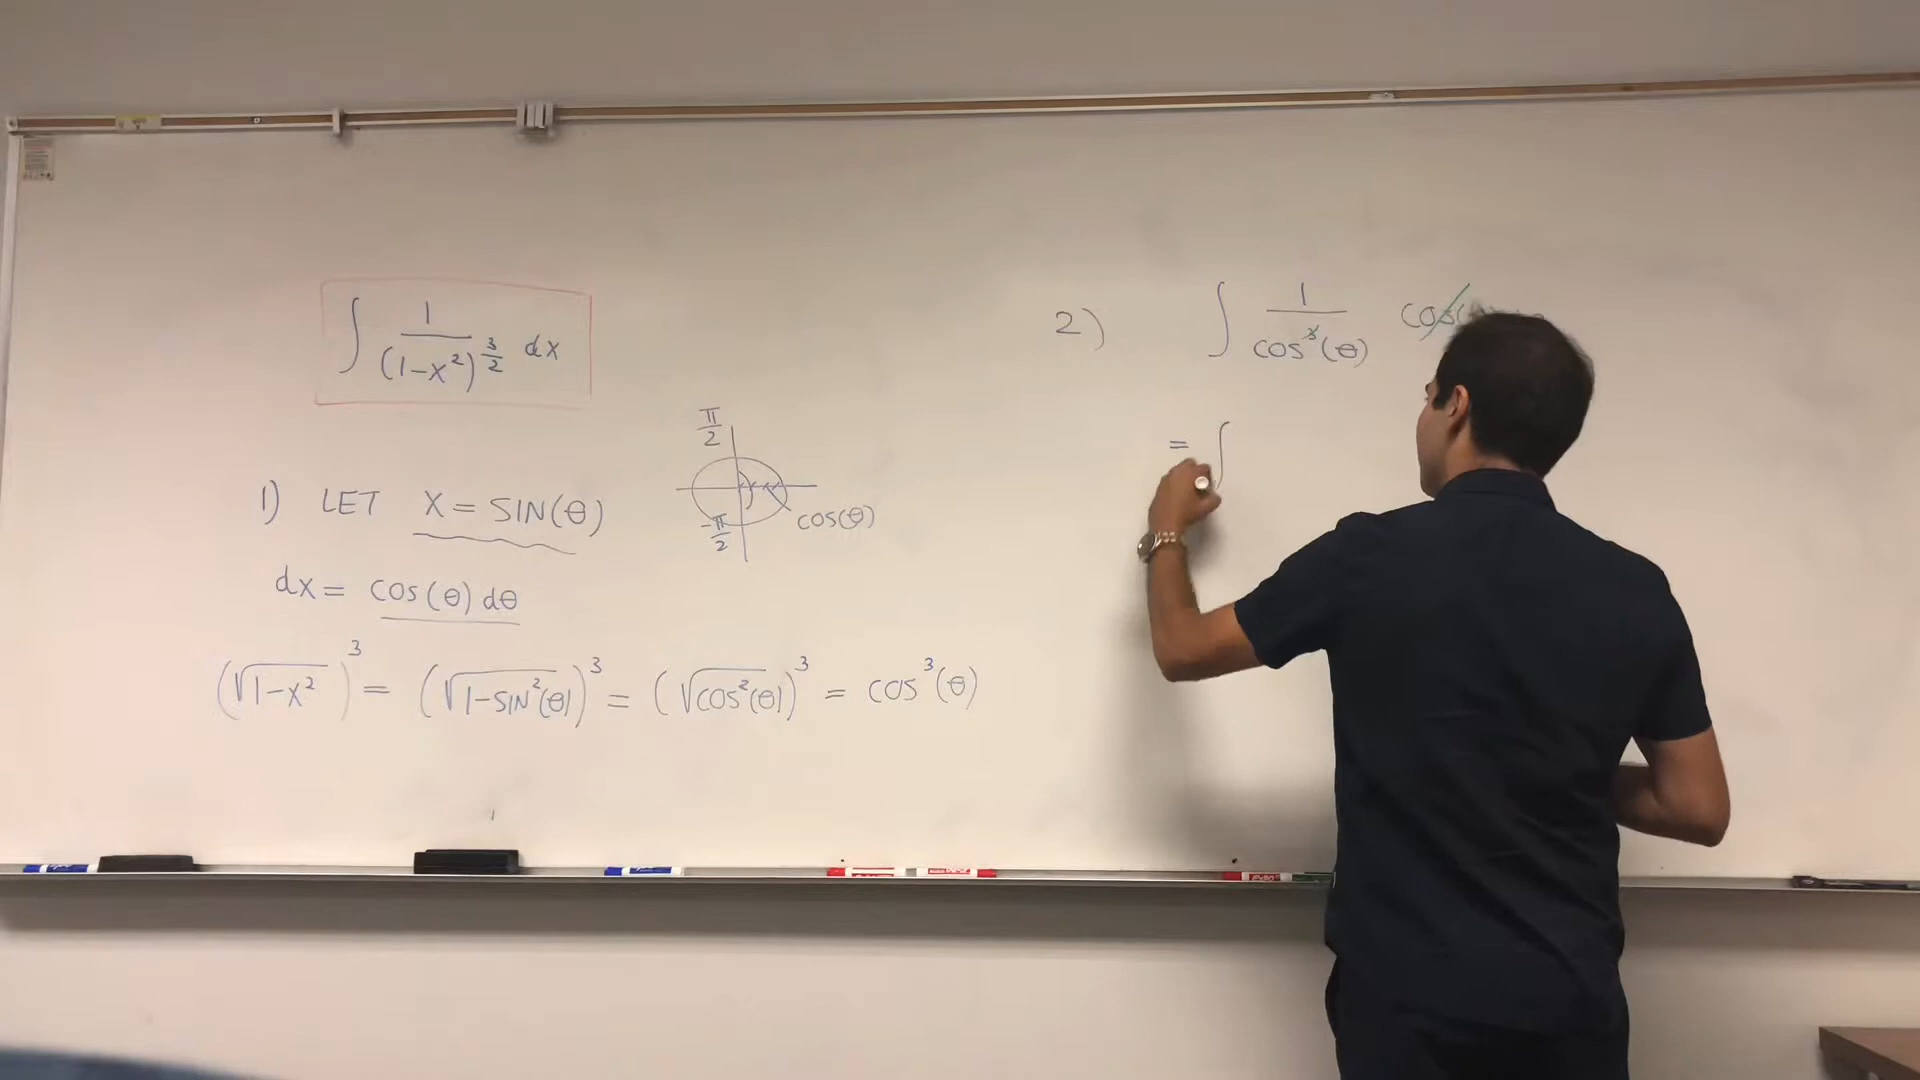 ∫ 1/(1-x²)^(3/2) dx
1) LET X = SIN(θ)
π/2
-π/2
COS(θ)
dx = cos(θ) dθ
(√(1-x²))³ = (√(1-SIN²(θ)))³ = (√(COS²(θ)))³ = COS³(θ)
2) ∫ 1/COS³(θ) COS(
= ∫